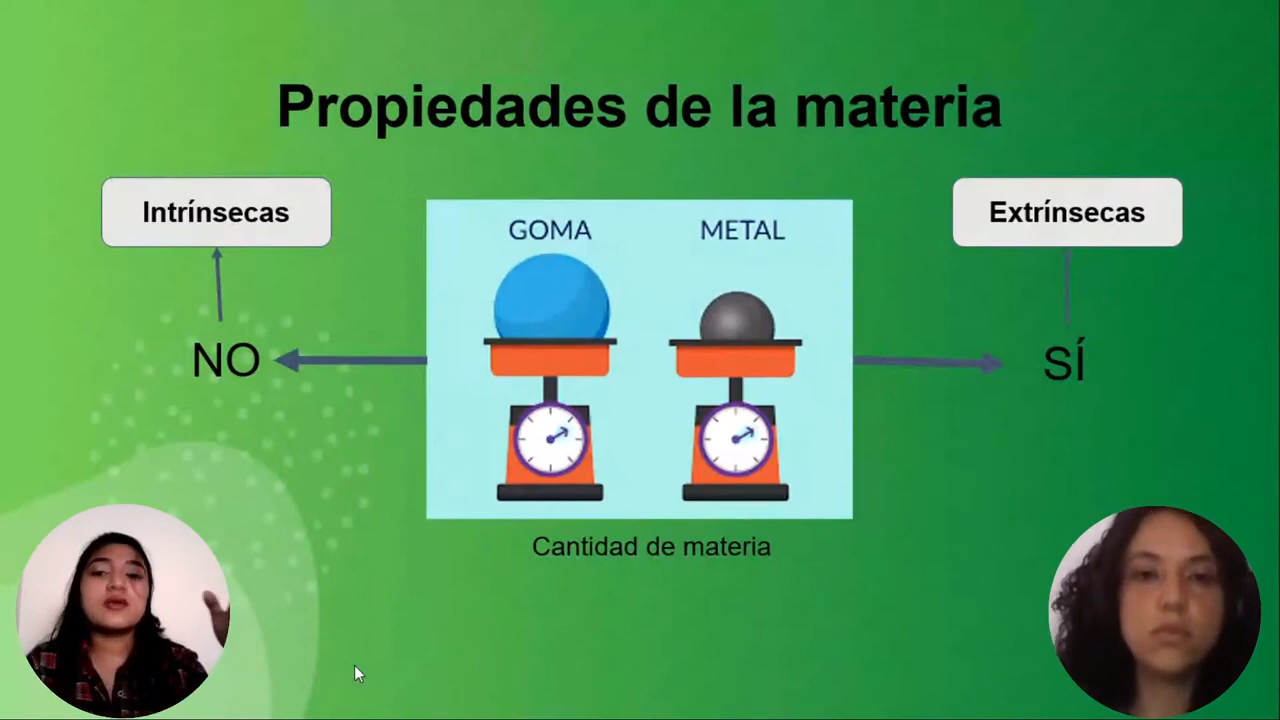 Propiedades de la materia
Intrínsecas
Extrínsecas
GOMA
METAL
NO
SÍ
Cantidad de materia